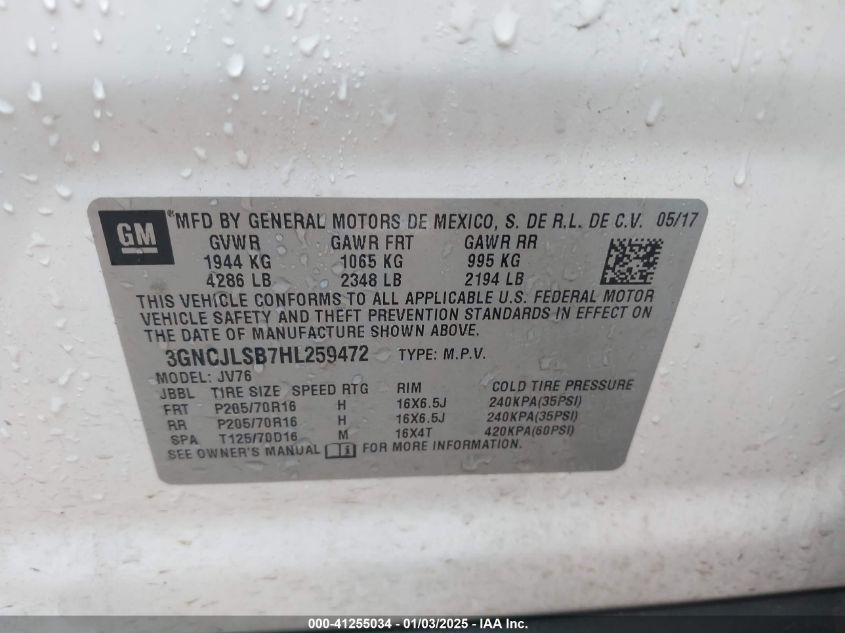 GM
® MFD BY GENERAL MOTORS DE MEXICO, S. DE R.L. DE C.V. 05/17
GVWR GAWR FRT GAWR RR
1944 KG 1065 KG 995 KG
4286 LB 2348 LB 2194 LB
THIS VEHICLE CONFORMS TO ALL APPLICABLE U.S. FEDERAL MOTOR
VEHICLE SAFETY AND THEFT PREVENTION STANDARDS IN EFFECT ON
THE DATE OF MANUFACTURE SHOWN ABOVE.
3GNCJLSB7HL259472 TYPE: M.P.V.
MODEL: JV76
JBBL TIRE SIZE SPEED RTG RIM COLD TIRE PRESSURE
FRT P205/70R16 H 16X6.5J 240KPA(35PSI)
RR P205/70R16 H 16X6.5J 240KPA(35PSI)
SPA T125/70D16 M 16X4T 420KPA(60PSI)
SEE OWNER'S MANUAL FOR MORE INFORMATION.
000-41255034 - 01/03/2025 - IAA Inc.